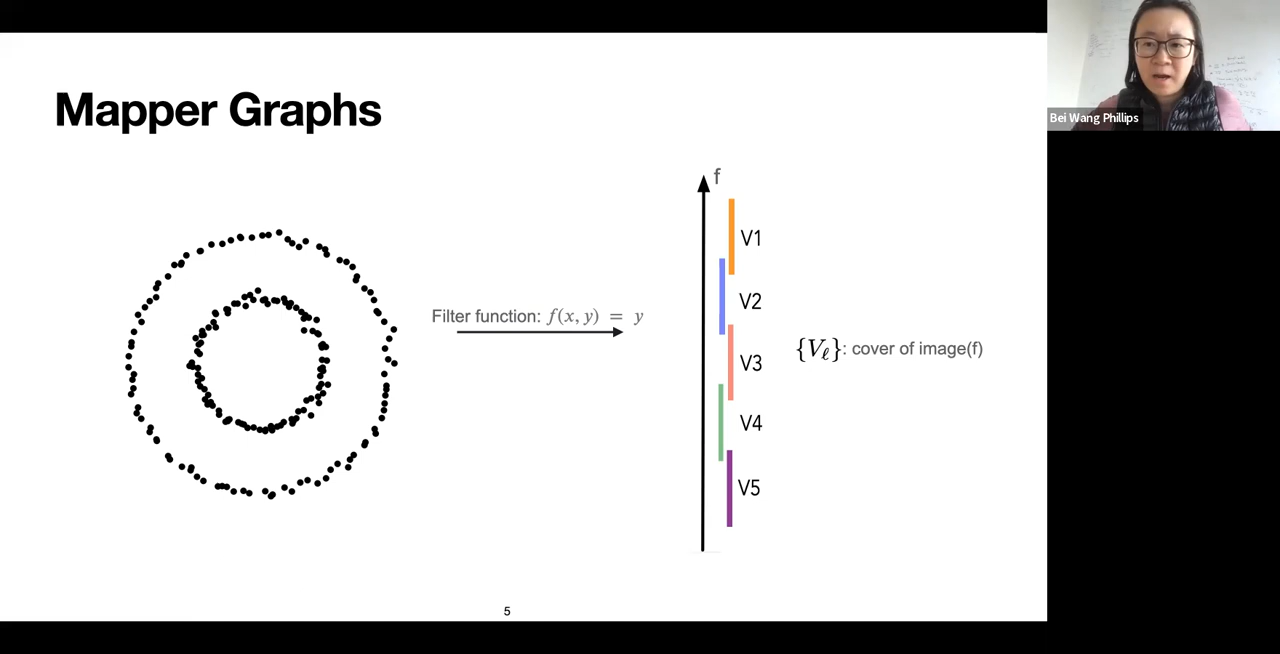 Mapper Graphs
Bei Wang Phillips
f
V1
Filter function: f(x, y) = y
V2
V3
{Vℓ}: cover of image(f)
V4
V5
5